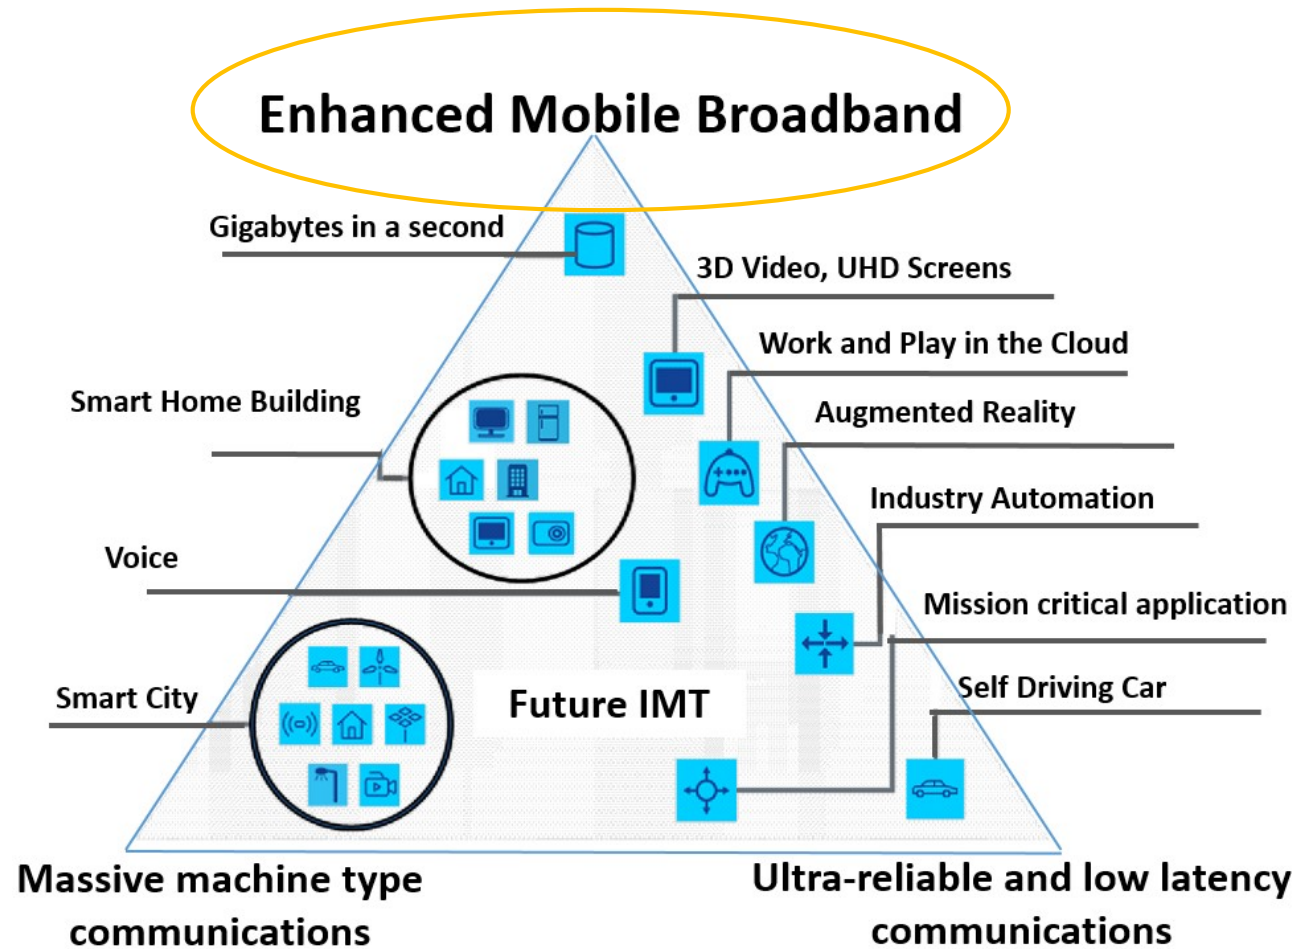 Enhanced Mobile Broadband
Gigabytes in a second
3D Video, UHD Screens
Work and Play in the Cloud
Smart Home Building
Augmented Reality
Industry Automation
Voice
Mission critical application
Smart City
Future IMT
Self Driving Car
Massive machine type
communications
Ultra-reliable and low latency
communications